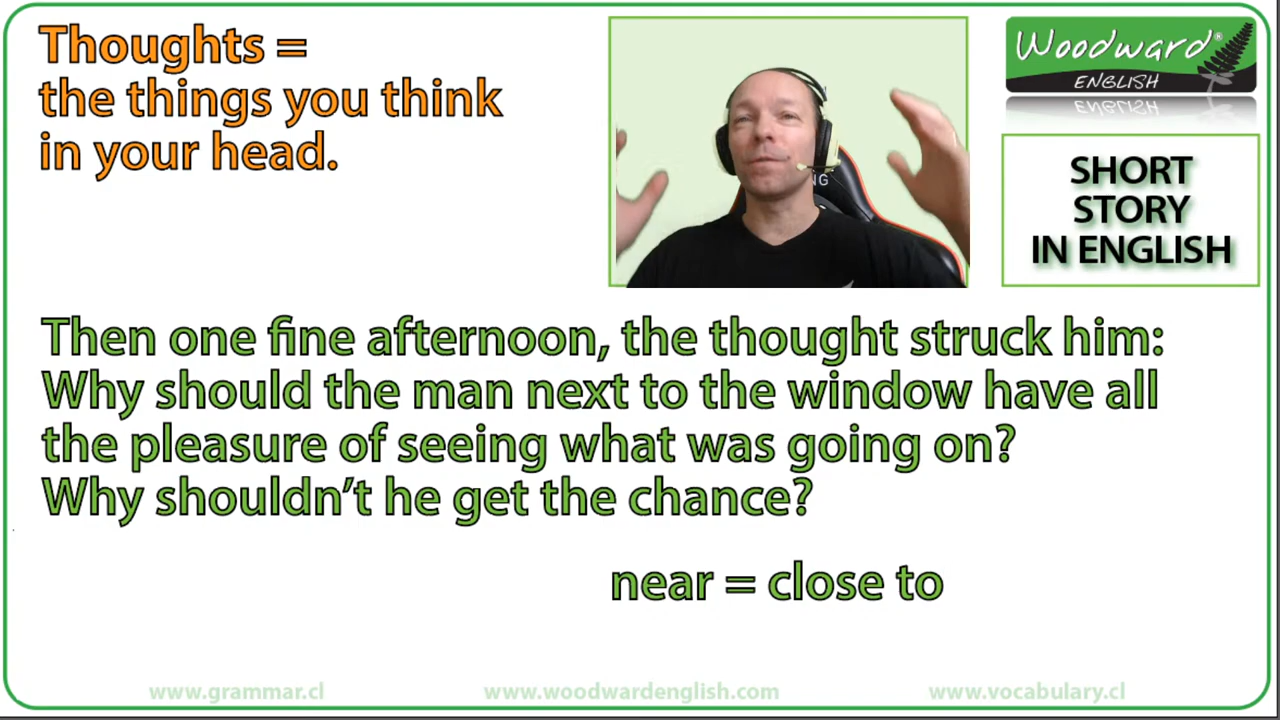 Thoughts =
the things you think
in your head.
Woodward®
ENGLISH
SHORT
STORY
IN ENGLISH
Then one fine afternoon, the thought struck him:
Why should the man next to the window have all
the pleasure of seeing what was going on?
Why shouldn’t he get the chance?
near = close to
www.grammar.cl
www.woodwardenglish.com
www.vocabulary.cl